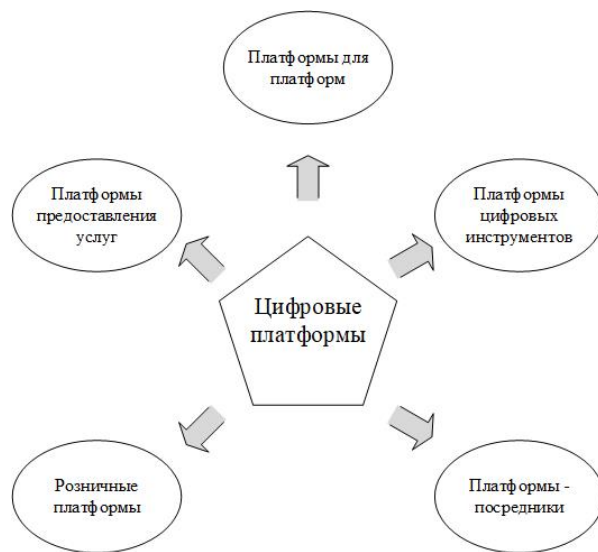 Платформы для
платформ
Платформы
предоставления
услуг
Платформы
цифровых
инструментов
Цифровые
платформы
Розничные
платформы
Платформы -
посредники